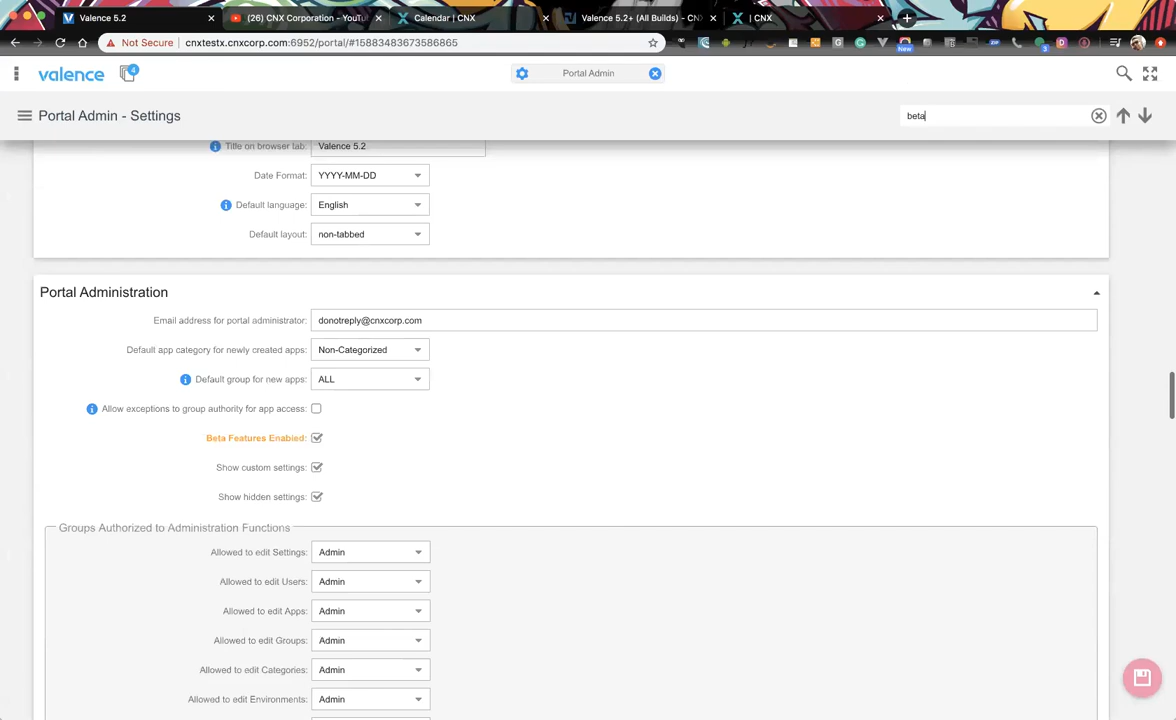 Valence 5.2
(26) CNX Corporation - YouTu
Calendar | CNX
Valence 5.2+ (All Builds) - CN
| CNX
Not Secure
cnxtestx.cnxcorp.com:6952/portal/#15883483673586865
New
3
valence
4
Portal Admin
Portal Admin - Settings
beta
Title on browser tab:
Valence 5.2
Date Format:
YYYY-MM-DD
Default language:
English
Default layout:
non-tabbed
Portal Administration
Email address for portal administrator:
donotreply@cnxcorp.com
Default app category for newly created apps:
Non-Categorized
Default group for new apps:
ALL
Allow exceptions to group authority for app access:
Beta Features Enabled:
Show custom settings:
Show hidden settings:
Groups Authorized to Administration Functions
Allowed to edit Settings:
Admin
Allowed to edit Users:
Admin
Allowed to edit Apps:
Admin
Allowed to edit Groups:
Admin
Allowed to edit Categories:
Admin
Allowed to edit Environments:
Admin